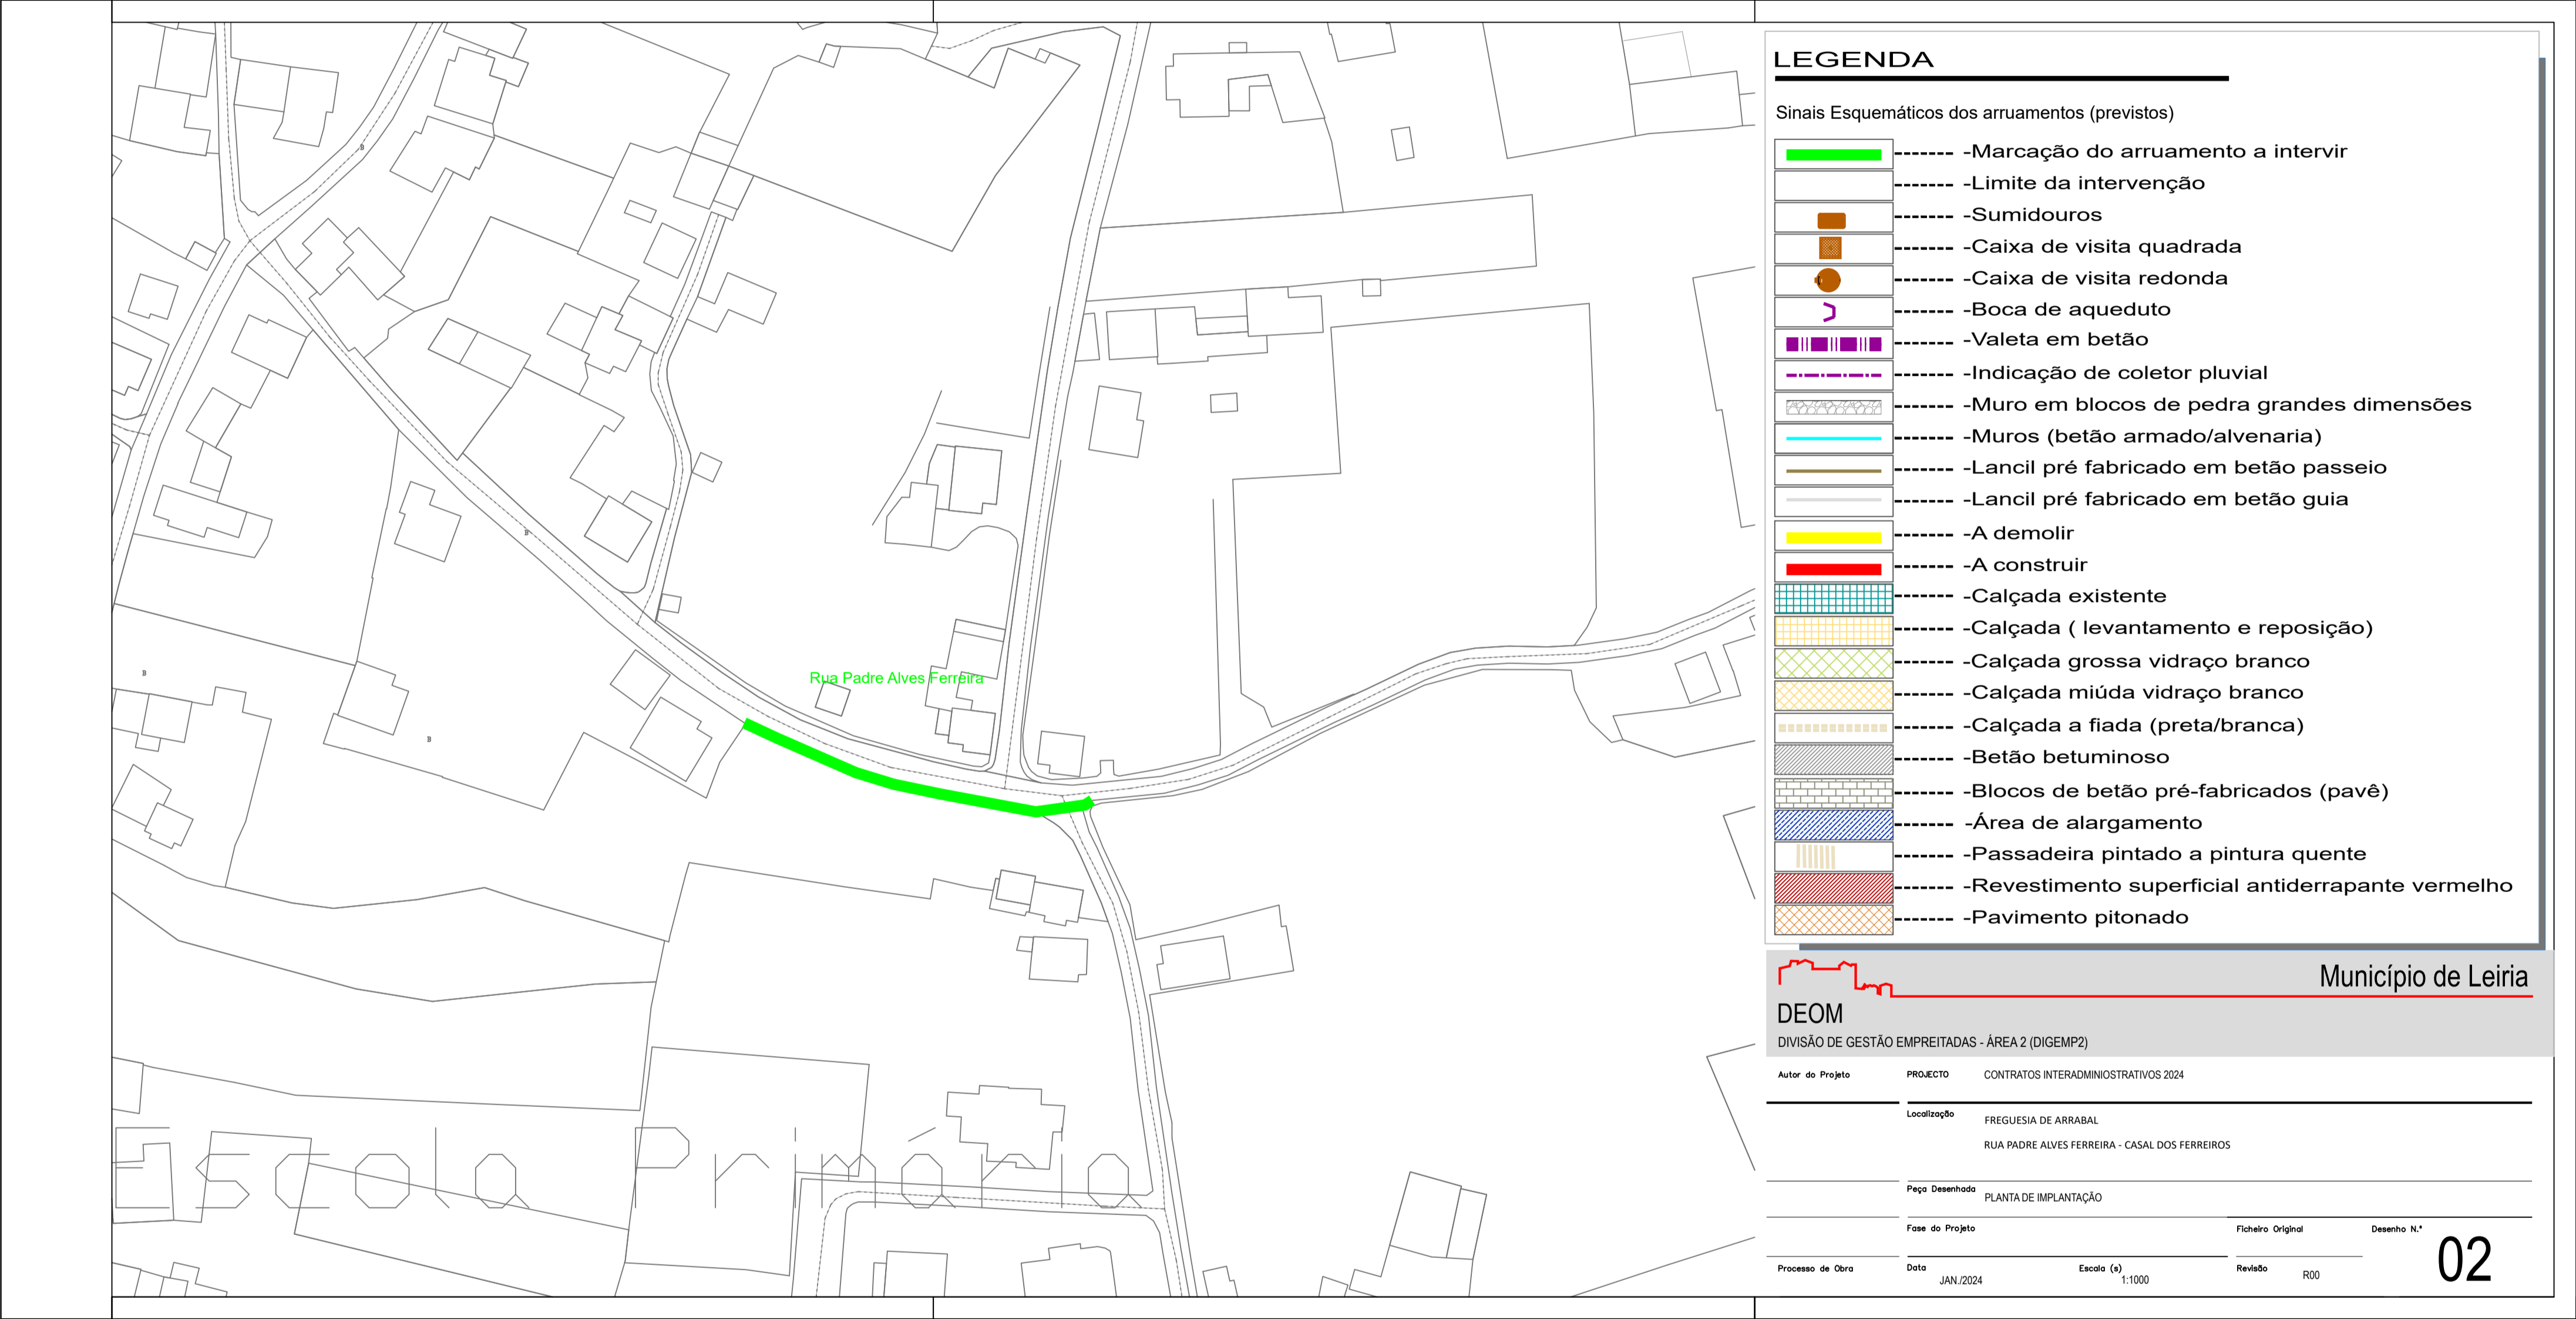 Rua Padre Alves Ferreira
Escola Primária
LEGENDA
Sinais Esquemáticos dos arruamentos (previstos)
-Marcação do arruamento a intervir
-Limite da intervenção
-Sumidouros
-Caixa de visita quadrada
-Caixa de visita redonda
-Boca de aqueduto
-Valeta em betão
-Indicação de coletor pluvial
-Muro em blocos de pedra grandes dimensões
-Muros (betão armado/alvenaria)
-Lancil pré fabricado em betão passeio
-Lancil pré fabricado em betão guia
-A demolir
-A construir
-Calçada existente
-Calçada ( levantamento e reposição)
-Calçada grossa vidraço branco
-Calçada miúda vidraço branco
-Calçada a fiada (preta/branca)
-Betão betuminoso
-Blocos de betão pré-fabricados (pavê)
-Área de alargamento
-Passadeira pintado a pintura quente
-Revestimento superficial antiderrapante vermelho
-Pavimento pitonado
Município de Leiria
DEOM
DIVISÃO DE GESTÃO EMPREITADAS - ÁREA 2 (DIGEMP2)
Autor do Projeto PROJECTO CONTRATOS INTERADMINIOSTRATIVOS 2024
Localização
FREGUESIA DE ARRABAL
RUA PADRE ALVES FERREIRA - CASAL DOS FERREIROS
Peça Desenhada PLANTA DE IMPLANTAÇÃO
Fase do Projeto Ficheiro Original Desenho N.º
02
Processo de Obra Data Escala (s) Revisão
JAN./2024 1:1000 R00